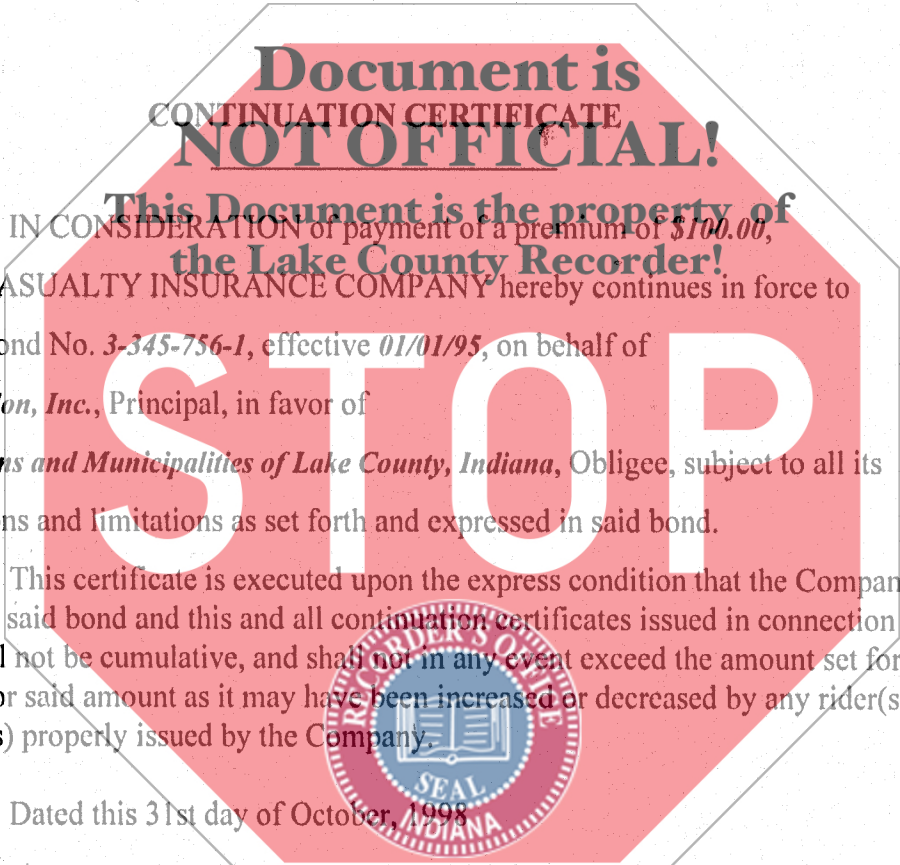 Document is
CONTINUATION CERTIFICATE
NOT OFFICIAL!
This Document is the property of
IN CONSIDERATION of payment of a premium of $100.00,
the Lake County Recorder!
ASUALTY INSURANCE COMPANY hereby continues in force to
ond No. 3-345-756-1, effective 01/01/95, on behalf of
STOP
on, Inc., Principal, in favor of
ns and Municipalities of Lake County, Indiana, Obligee, subject to all its
ns and limitations as set forth and expressed in said bond.
This certificate is executed upon the express condition that the Compan
said bond and this and all continuation certificates issued in connection
l not be cumulative, and shall not in any event exceed the amount set for
or said amount as it may have been increased or decreased by any rider(s
s) properly issued by the Company.
RECORDER'S OFFICE
SEAL
INDIANA
Dated this 31st day of October, 1998